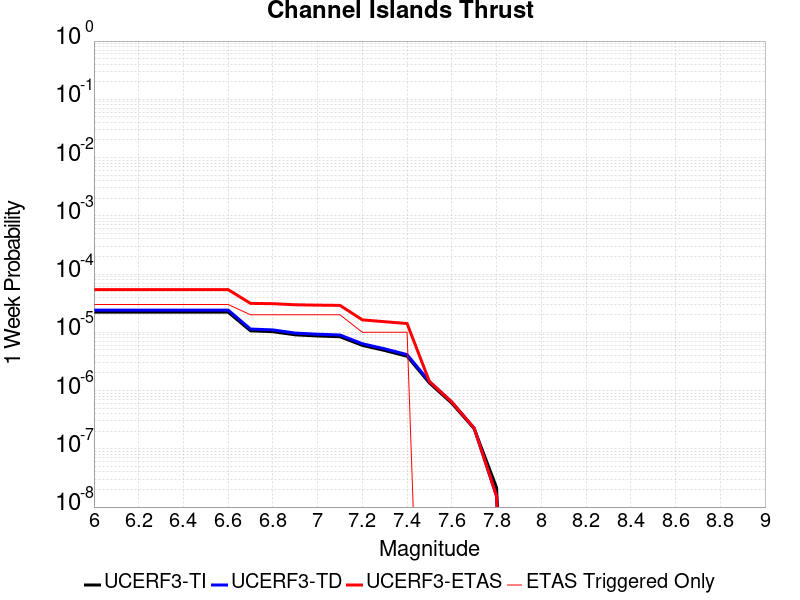 Channel Islands Thrust
10^0
10^-1
10^-2
10^-3
10^-4
10^-5
10^-6
10^-7
10^-8
1 Week Probability
6 6.2 6.4 6.6 6.8 7 7.2 7.4 7.6 7.8 8 8.2 8.4 8.6 8.8 9
Magnitude
UCERF3-TI UCERF3-TD UCERF3-ETAS ETAS Triggered Only